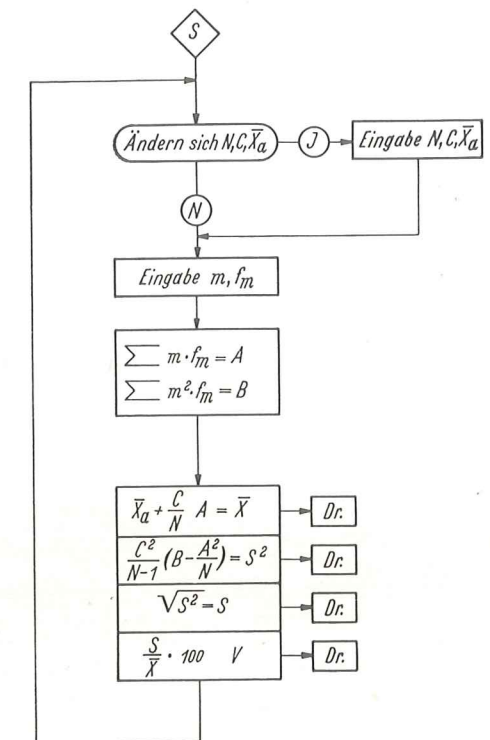 S
Ändern sich N,C,X̅a
J
Eingabe N,C,X̅a
N
Eingabe m,fm
∑ m·fm = A
∑ m²·fm = B
X̅a + C/N A = X̅
Dr.
C²/N-1 (B - A²/N) = S²
Dr.
√S² = S
Dr.
S/X̅ · 100 V
Dr.